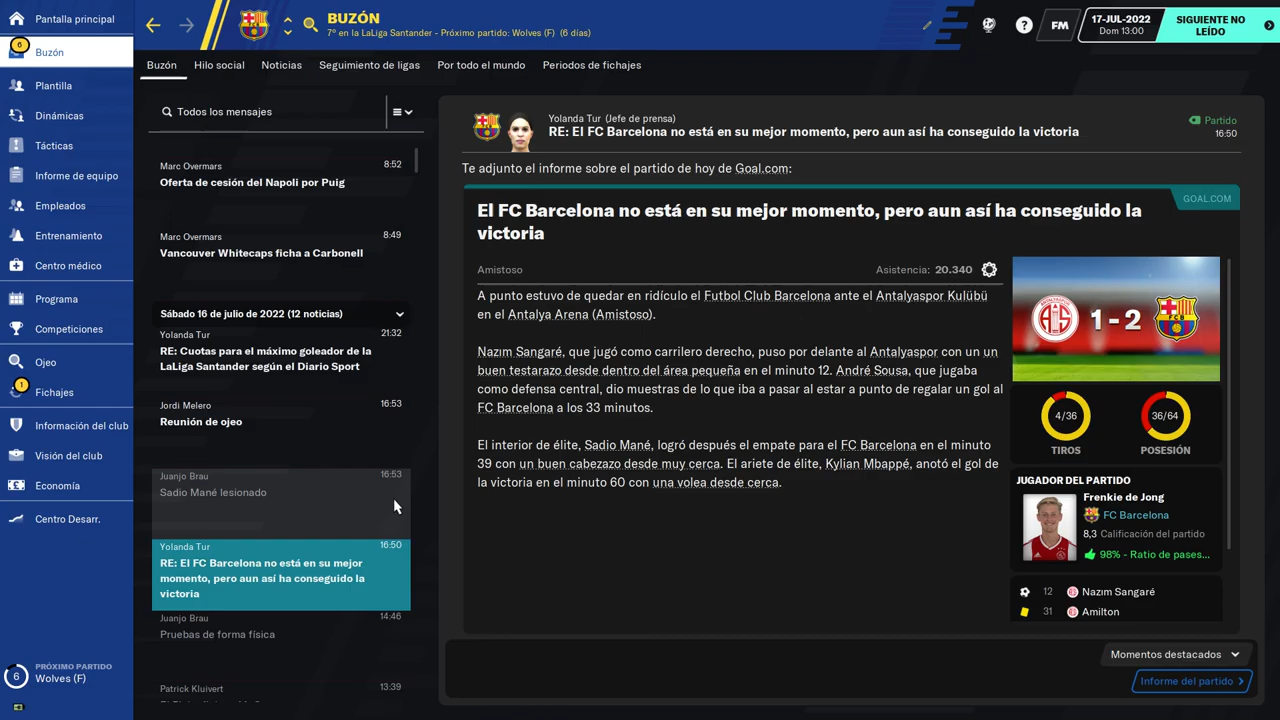 Pantalla principal
6
Buzón
Plantilla
Dinámicas
Tácticas
Informe de equipo
Empleados
Entrenamiento
Centro médico
Programa
Competiciones
Ojeo
1
Fichajes
Información del club
Visión del club
Economía
Centro Desarr.
6
PRÓXIMO PARTIDO
Wolves (F)
BUZÓN
7º en la LaLiga Santander - Próximo partido: Wolves (F) (6 días)
?
FM
17-JUL-2022
Dom 13:00
SIGUIENTE NO
LEÍDO
Buzón
Hilo social
Noticias
Seguimiento de ligas
Por todo el mundo
Periodos de fichajes
Todos los mensajes
Marc Overmars 8:52
Oferta de cesión del Napoli por Puig
Marc Overmars 8:49
Vancouver Whitecaps ficha a Carbonell
Sábado 16 de julio de 2022 (12 noticias)
Yolanda Tur 21:32
RE: Cuotas para el máximo goleador de la
LaLiga Santander según el Diario Sport
Jordi Melero 16:53
Reunión de ojeo
Juanjo Brau 16:53
Sadio Mané lesionado
Yolanda Tur 16:50
RE: El FC Barcelona no está en su mejor
momento, pero aun así ha conseguido la
victoria
Juanjo Brau 14:46
Pruebas de forma física
Patrick Kluivert 13:39
Yolanda Tur (Jefe de prensa)
RE: El FC Barcelona no está en su mejor momento, pero aun así ha conseguido la victoria
Partido
16:50
Te adjunto el informe sobre el partido de hoy de Goal.com:
GOAL.COM
El FC Barcelona no está en su mejor momento, pero aun así ha conseguido la
victoria
Amistoso
Asistencia: 20.340
A punto estuvo de quedar en ridículo el Futbol Club Barcelona ante el Antalyaspor Kulübü
en el Antalya Arena (Amistoso).
Nazım Sangaré, que jugó como carrilero derecho, puso por delante al Antalyaspor con un un
buen testarazo desde dentro del área pequeña en el minuto 12. André Sousa, que jugaba
como defensa central, dio muestras de lo que iba a pasar al estar a punto de regalar un gol al
FC Barcelona a los 33 minutos.
El interior de élite, Sadio Mané, logró después el empate para el FC Barcelona en el minuto
39 con un buen cabezazo desde muy cerca. El ariete de élite, Kylian Mbappé, anotó el gol de
la victoria en el minuto 60 con una volea desde cerca.
1 - 2
4/36
TIROS
36/64
POSESIÓN
JUGADOR DEL PARTIDO
Frenkie de Jong
FC Barcelona
8,3 Calificación del partido
98% - Ratio de pases...
12 Nazım Sangaré
31 Amilton
Momentos destacados
Informe del partido